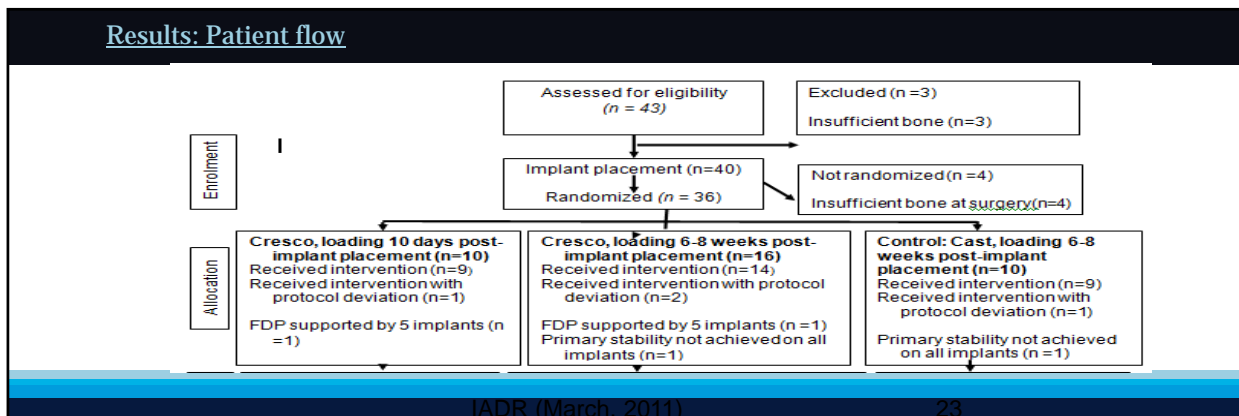 Results: Patient flow
Assessed for eligibility
(n = 43)
Excluded (n =3)
Insufficient bone (n=3)
Enrolment
I
Implant placement (n=40)
Randomized (n = 36)
Not randomized (n =4)
Insufficient bone at surgery(n=4)
Allocation
Cresco, loading 10 days post-
implant placement (n=10)
Received intervention (n=9)
Received intervention with
protocol deviation (n=1)
FDP supported by 5 implants (n
=1)
Cresco, loading 6-8 weeks post-
implant placement (n=16)
Received intervention (n=14)
Received intervention with protocol
deviation (n=2)
FDP supported by 5 implants (n =1)
Primary stability not achieved on all
implants (n=1)
Control: Cast, loading 6-8
weeks post-implant
placement (n=10)
Received intervention (n=9)
Received intervention with
protocol deviation (n=1)
Primary stability not achieved
on all implants (n =1)
IADR (March, 2011)
23